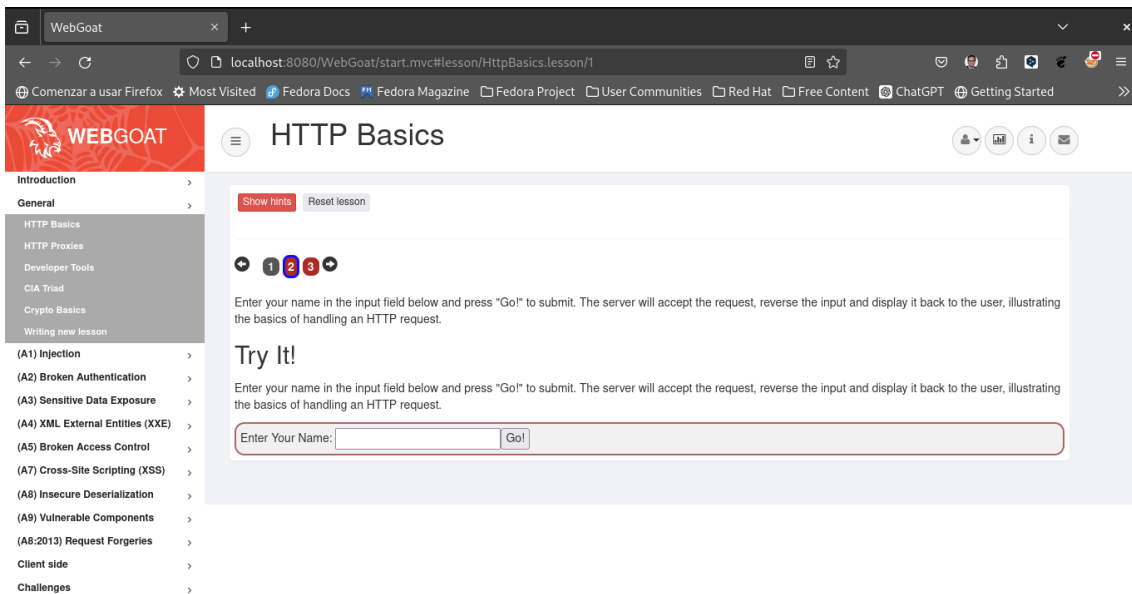 WebGoat
localhost:8080/WebGoat/start.mvc#lesson/HttpBasics.lesson/1
Comenzar a usar Firefox Most Visited Fedora Docs Fedora Magazine Fedora Project User Communities Red Hat Free Content ChatGPT Getting Started
WEBGOAT
HTTP Basics
Introduction
General
HTTP Basics
HTTP Proxies
Developer Tools
CIA Triad
Crypto Basics
Writing new lesson
(A1) Injection
(A2) Broken Authentication
(A3) Sensitive Data Exposure
(A4) XML External Entities (XXE)
(A5) Broken Access Control
(A7) Cross-Site Scripting (XSS)
(A8) Insecure Deserialization
(A9) Vulnerable Components
(A8:2013) Request Forgeries
Client side
Challenges
Show hints Reset lesson
1 2 3
Enter your name in the input field below and press "Go!" to submit. The server will accept the request, reverse the input and display it back to the user, illustrating
the basics of handling an HTTP request.
Try It!
Enter your name in the input field below and press "Go!" to submit. The server will accept the request, reverse the input and display it back to the user, illustrating
the basics of handling an HTTP request.
Enter Your Name: Go!